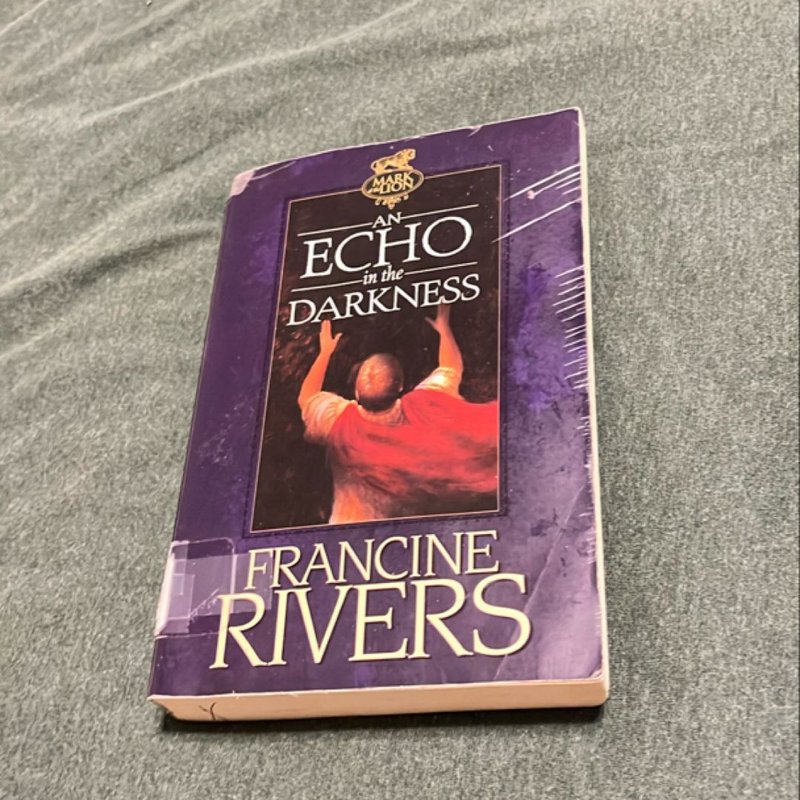 MARK
OF THE
LION
AN
ECHO
in the
DARKNESS
FRANCINE
RIVERS